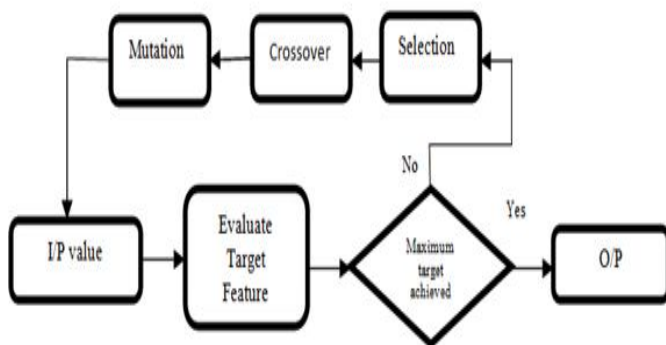 Mutation
Crossover
Selection
No
Yes
I/P value
Evaluate
Target
Feature
Maximum
target
achieved
O/P